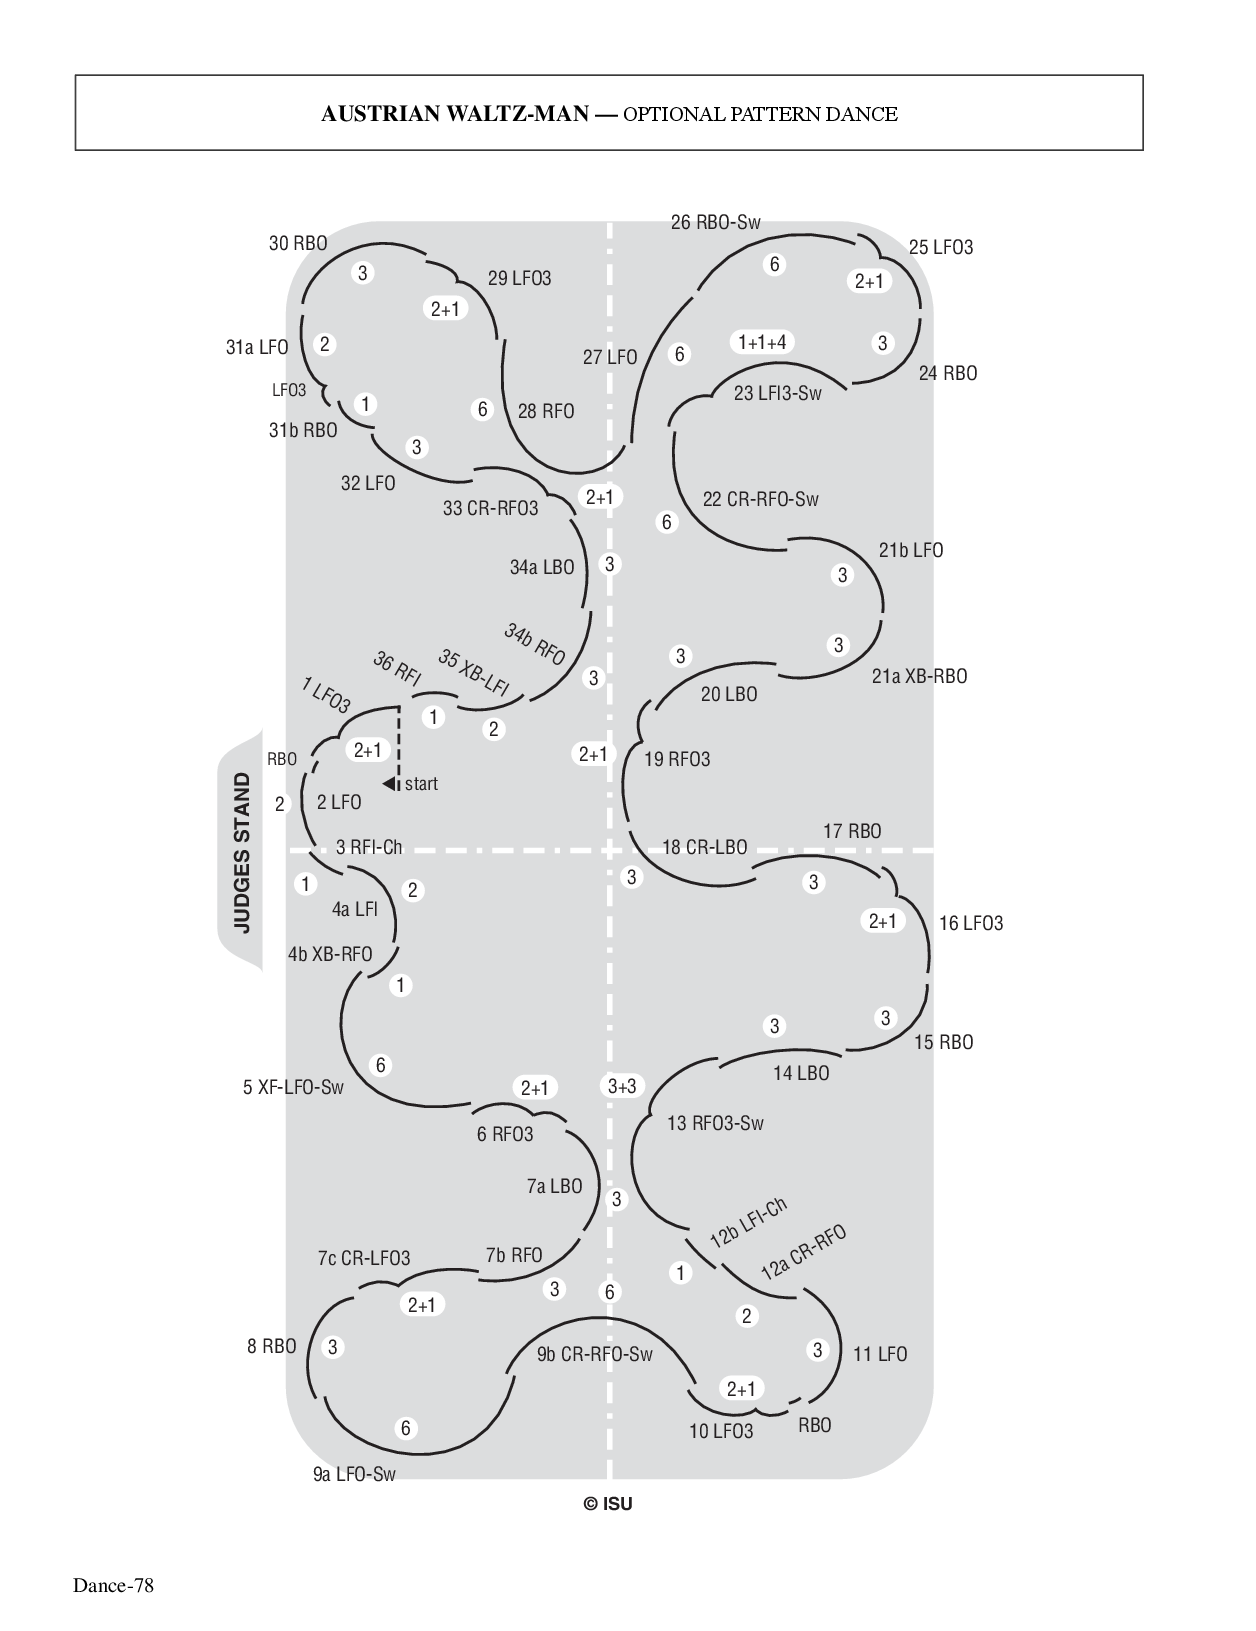 AUSTRIAN WALTZ-MAN — OPTIONAL PATTERN DANCE
26 RBO-Sw
30 RBO
25 LFO3
6
3
29 LFO3
2+1
2+1
1+1+4
3
2
31a LFO
27 LFO
6
24 RBO
LFO3
23 LFI3-Sw
1
6
28 RFO
31b RBO
3
32 LFO
2+1
22 CR-RFO-Sw
33 CR-RFO3
6
21b LFO
34a LBO
3
3
34b RFO
3
3
36 RFI
35 XB-LFI
3
21a XB-RBO
1 LFO3
20 LBO
1
2
2+1
2+1
RBO
19 RFO3
start
JUDGES STAND
2
2 LFO
17 RBO
3 RFI-Ch
18 CR-LBO
3
3
1
2
4a LFI
2+1
16 LFO3
4b XB-RFO
1
3
3
15 RBO
6
14 LBO
5 XF-LFO-Sw
2+1
3+3
13 RFO3-Sw
6 RFO3
7a LBO
3
12b LFI-Ch
12a CR-RFO
7c CR-LFO3
7b RFO
1
3
6
2+1
2
8 RBO
3
9b CR-RFO-Sw
3
11 LFO
2+1
6
10 LFO3
RBO
9a LFO-Sw
© ISU
Dance-78